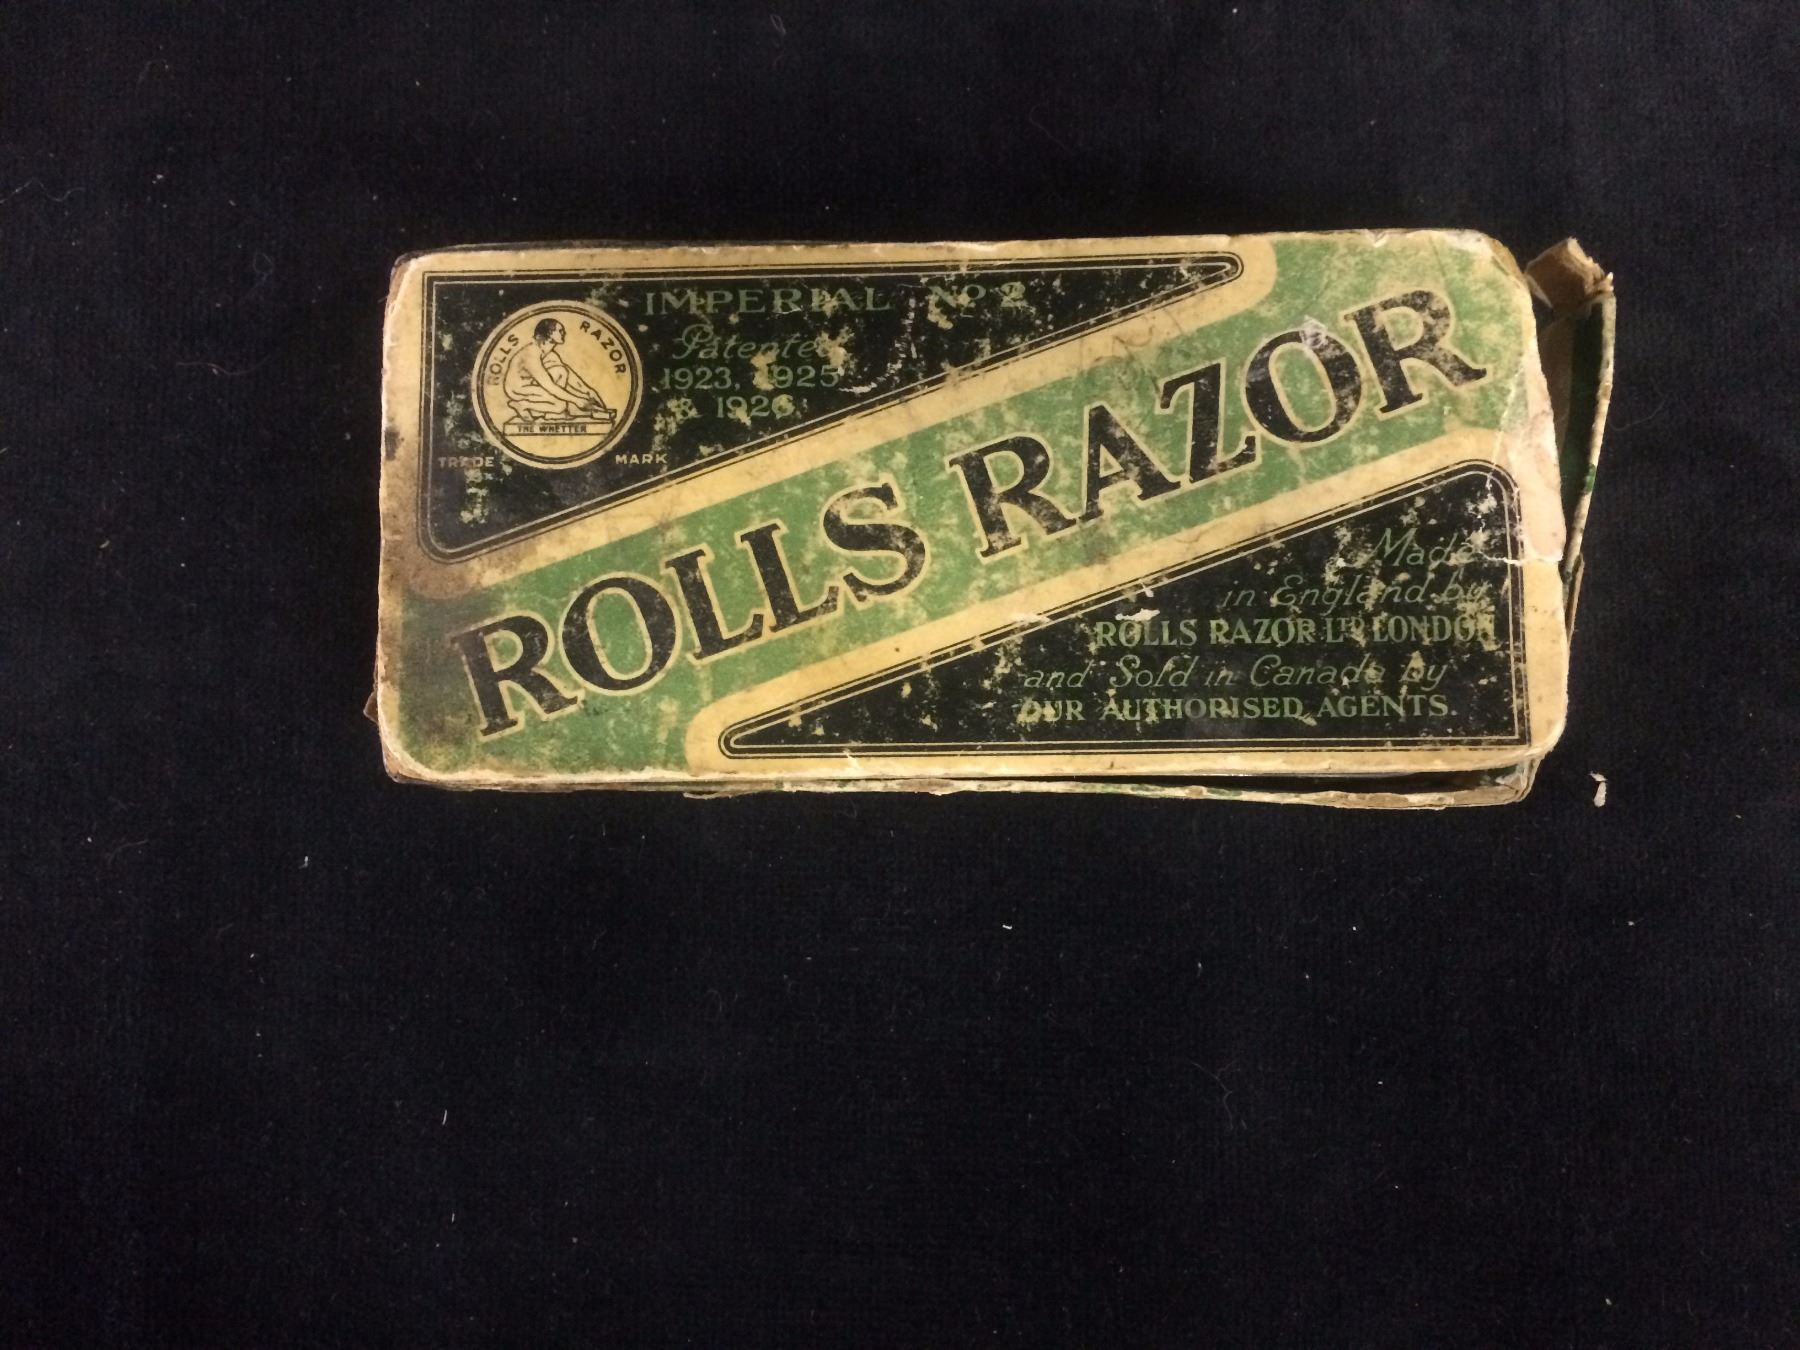 IMPERIAL No 2
Patented
1923, 1925
& 1926.
ROLLS RAZOR
THE WHETTER
TRADE MARK
ROLLS RAZOR
Made
in England by
ROLLS RAZOR LTD LONDON
and Sold in Canada by
OUR AUTHORISED AGENTS.